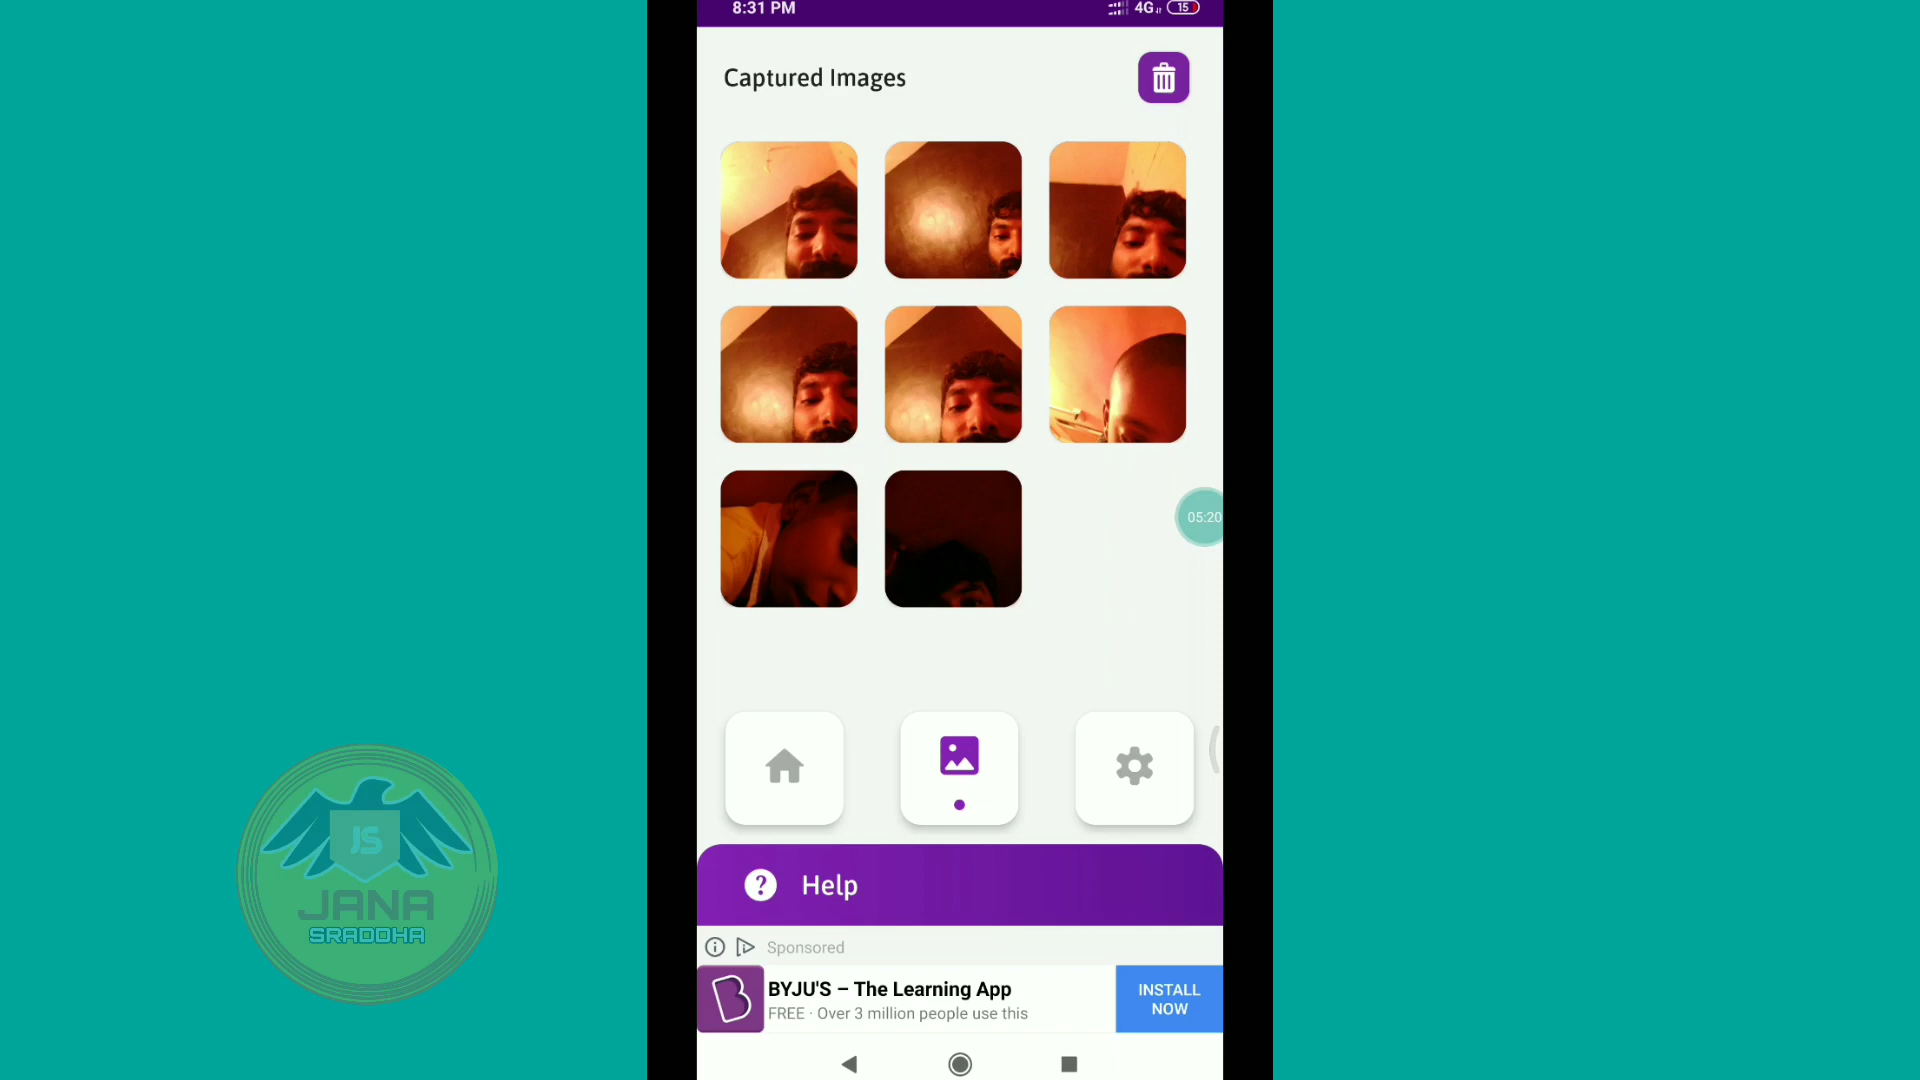 8:31 PM
4G
15
Captured Images
05:20
? Help
Sponsored
BYJU'S – The Learning App
FREE · Over 3 million people use this
INSTALL
NOW
JS
JANA
SRADDHA